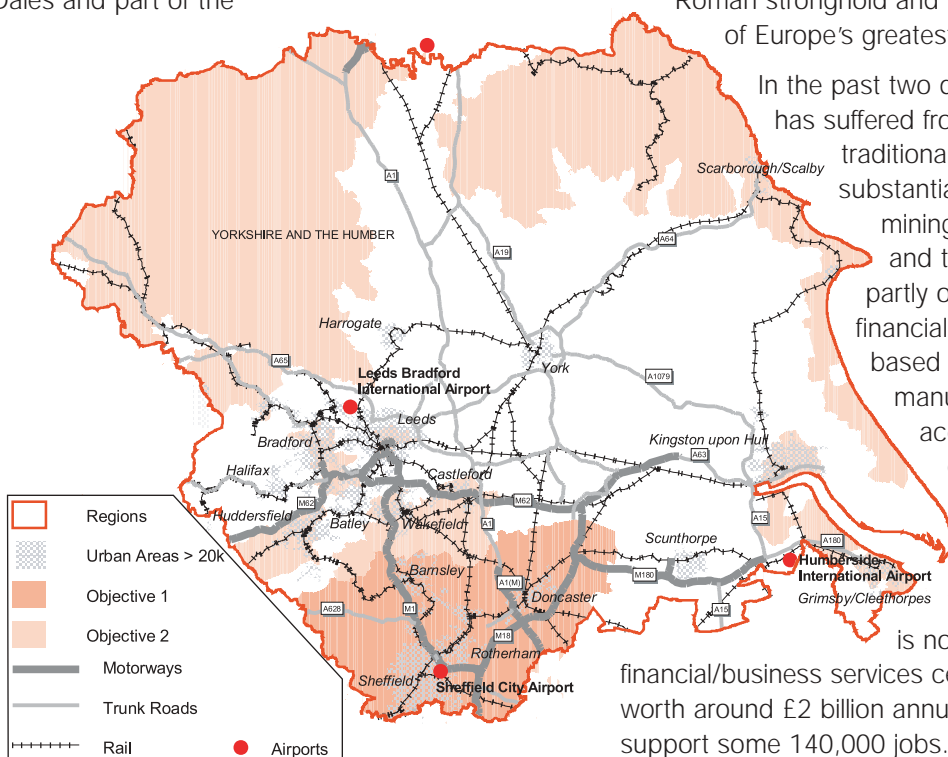 Dales and part of the
Roman stronghold and
of Europe's greatest
In the past two d
has suffered fro
traditiona
substantia
mining
and t
partly o
financial
based
manu
ac
is no
financial/business services ce
worth around £2 billion annu
support some 140,000 jobs.
YORKSHIRE AND THE HUMBER
A1
A19
A64
Scarborough/Scalby
Harrogate
York
A65
A1079
Leeds Bradford
International Airport
Leeds
Bradford
Kingston upon Hull
A63
Halifax
Castleford
M62
M62
Huddersfield
Batley
Wakefield
A1
A15
Scunthorpe
A180
Barnsley
A1(M)
M180
Humberside
International Airport
Doncaster
Grimsby/Cleethorpes
A628
M1
A15
M18
Rotherham
Sheffield
Sheffield City Airport
Regions
Urban Areas > 20k
Objective 1
Objective 2
Motorways
Trunk Roads
Rail
Airports